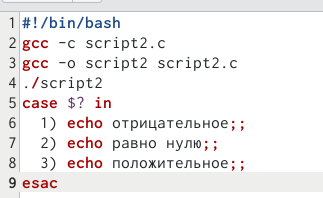 1 #!/bin/bash
2 gcc -c script2.c
3 gcc -o script2 script2.c
4 ./script2
5 case $? in
6   1) echo отрицательное;;
7   2) echo равно нулю;;
8   3) echo положительное;;
9 esac